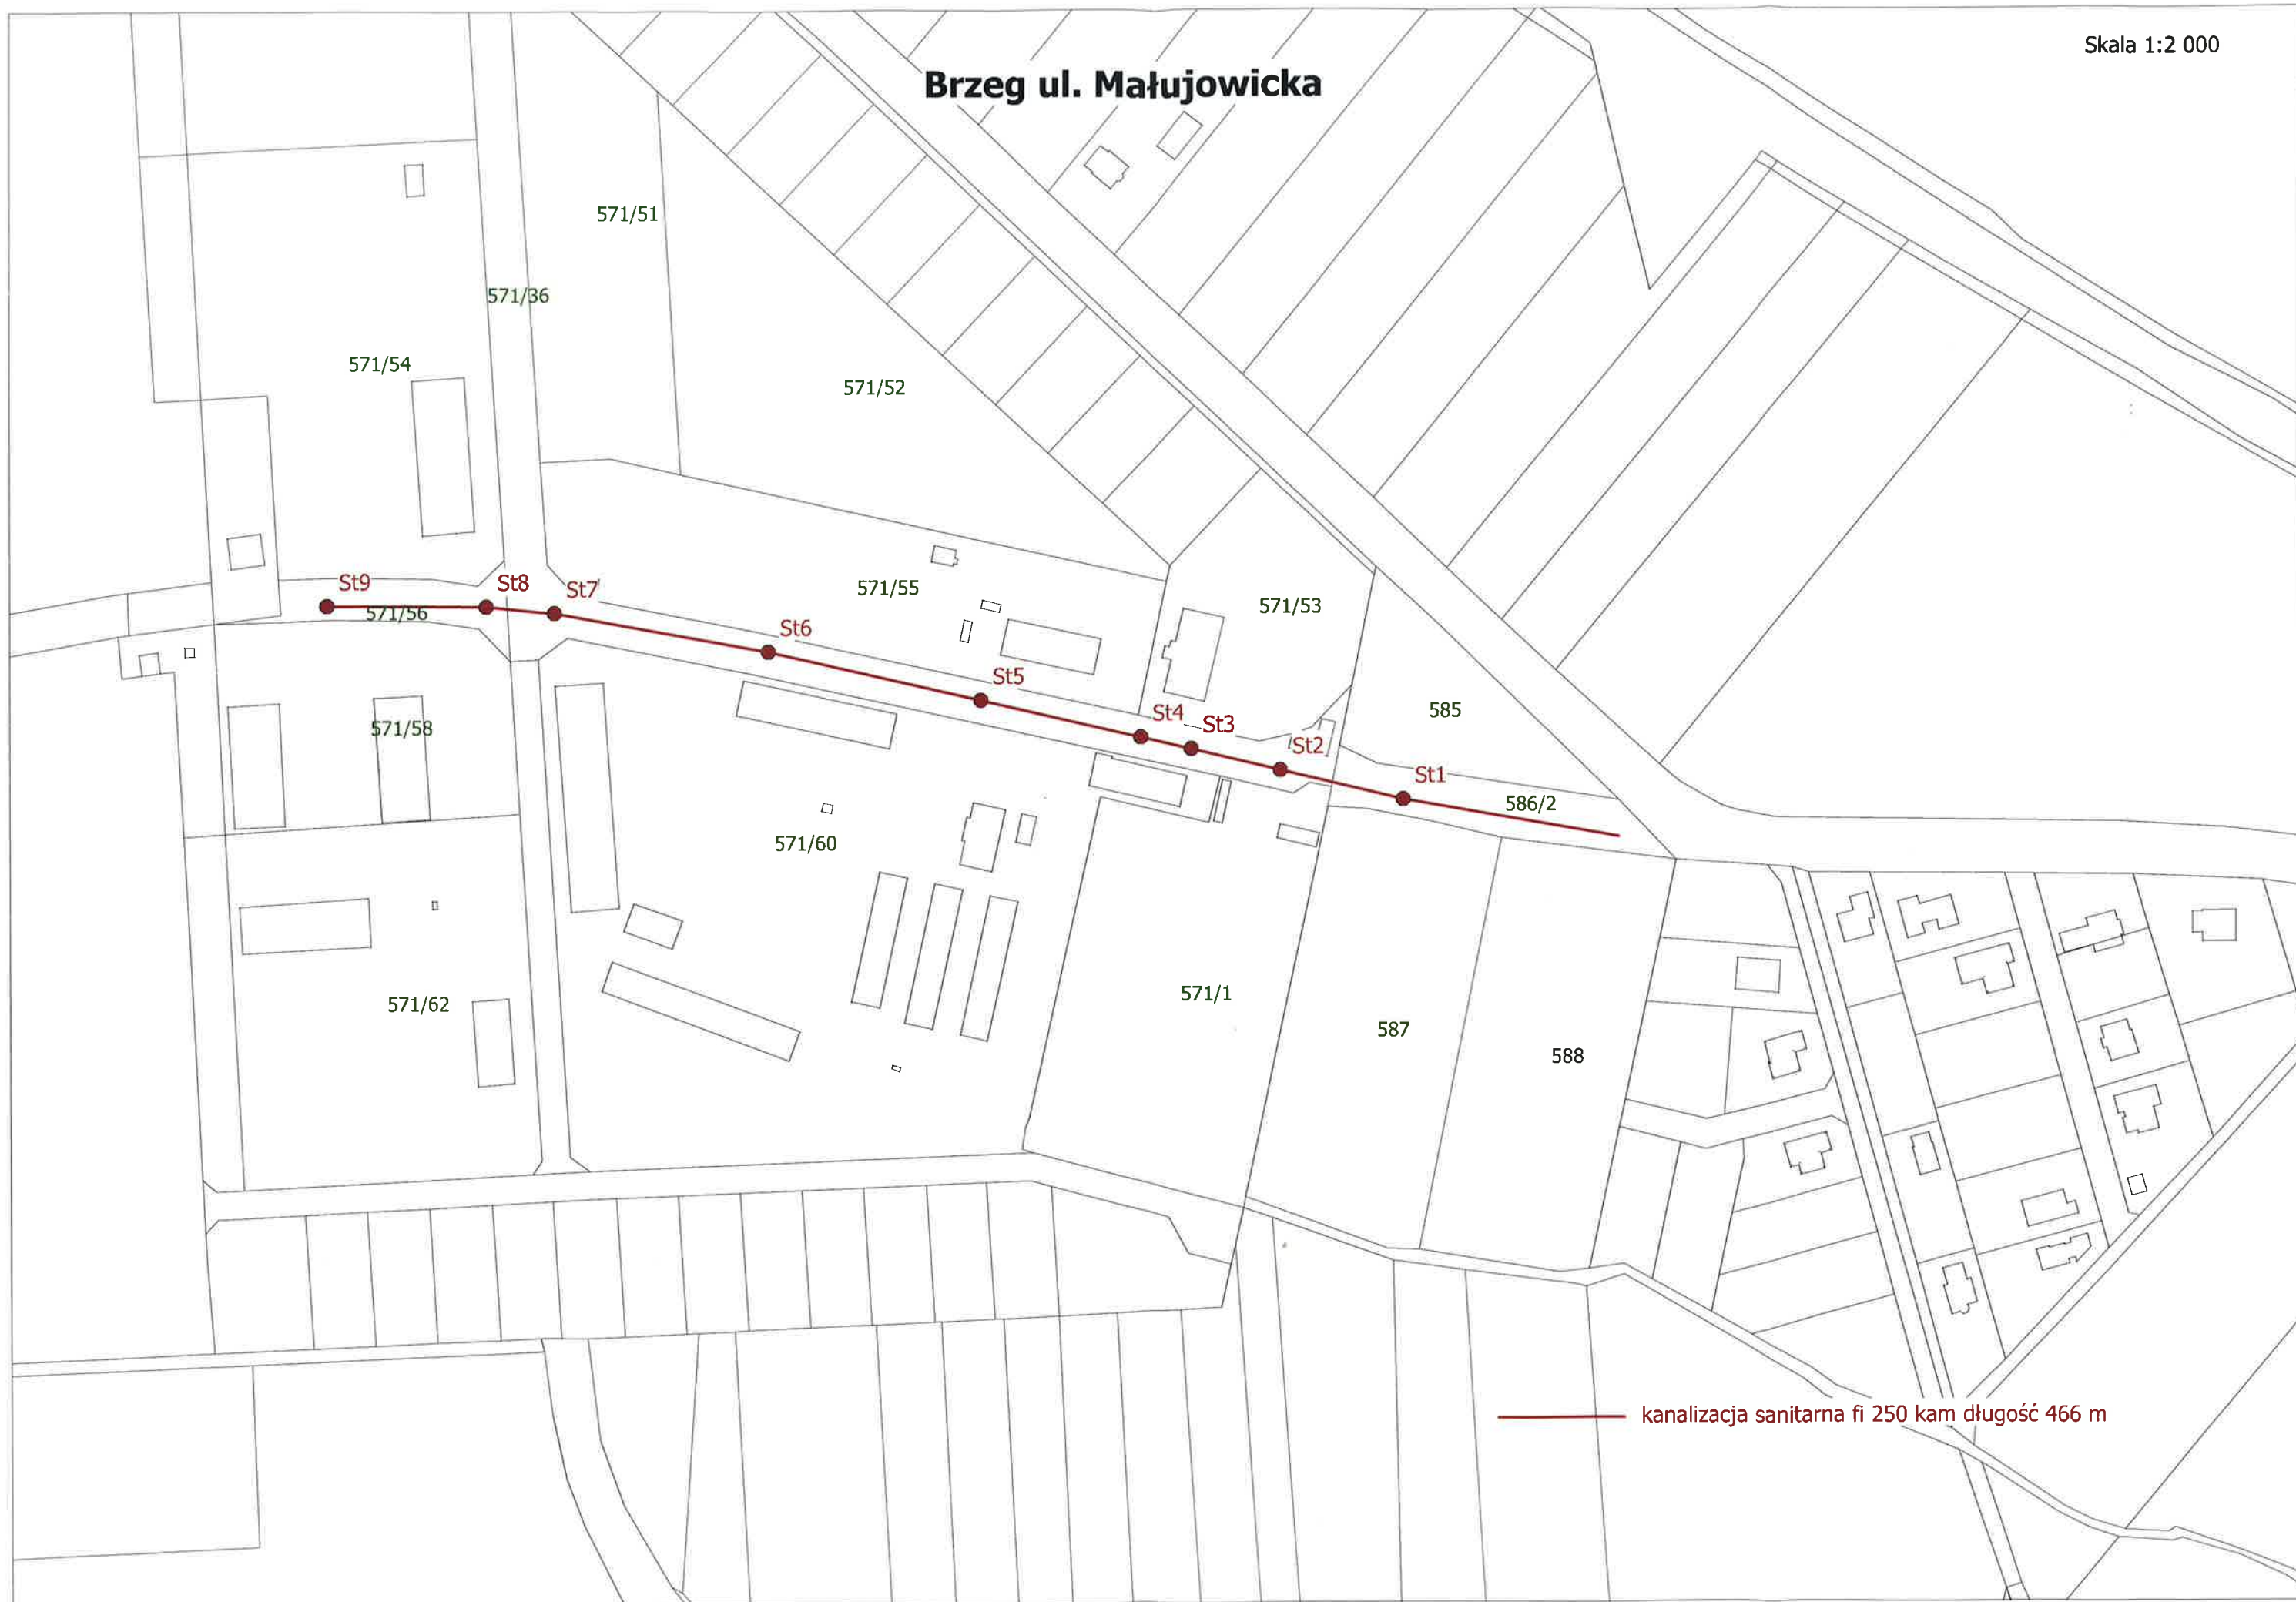 Skala 1:2 000
Brzeg ul. Małujowicka
571/51
571/36
571/54
571/52
St9
St8
St7
571/55
571/53
571/56
St6
St5
St4
St3
585
571/58
St2
St1
586/2
571/60
571/1
571/62
587
588
kanalizacja sanitarna fi 250 kam długość 466 m